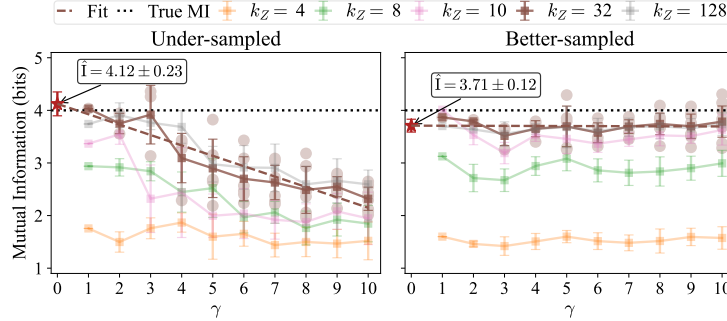 Fit True MI k_Z = 4 k_Z = 8 k_Z = 10 k_Z = 32 k_Z = 128
Under-sampled Better-sampled
Mutual Information (bits)
5
4
3
2
1
Î = 4.12 ± 0.23
Î = 3.71 ± 0.12
0 1 2 3 4 5 6 7 8 9 10
0 1 2 3 4 5 6 7 8 9 10
γ
γ